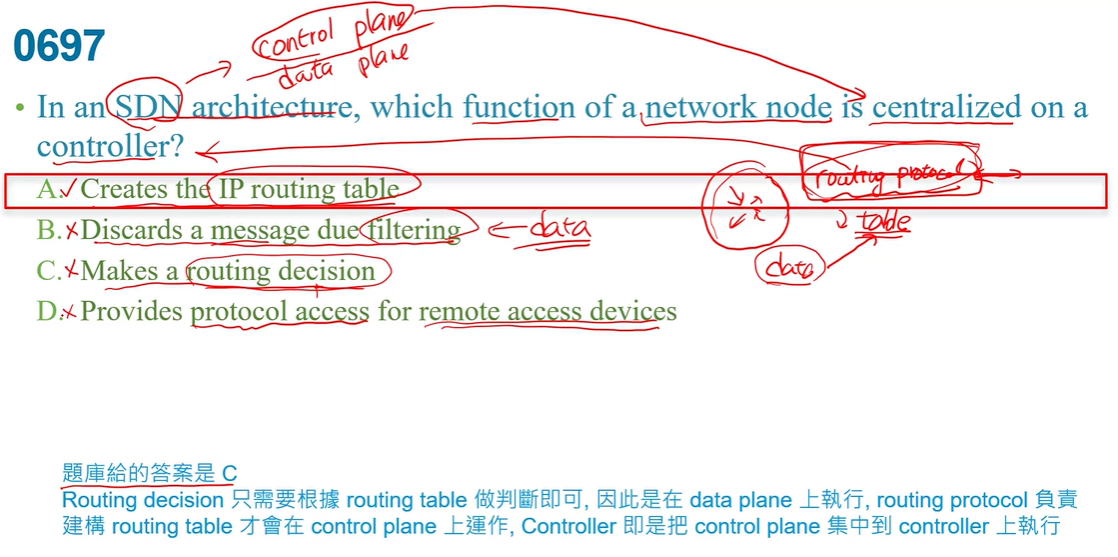 control plane
data plane
0697
• In an SDN architecture, which function of a network node is centralized on a
controller?
A. Creates the IP routing table
routing protocol
B. Discards a message due filtering
data
table
C. Makes a routing decision
data
D. Provides protocol access for remote access devices
題庫給的答案是 C
Routing decision 只需要根據 routing table 做判斷即可, 因此是在 data plane 上執行, routing protocol 負責
建構 routing table 才會在 control plane 上運作, Controller 即是把 control plane 集中到 controller 上執行